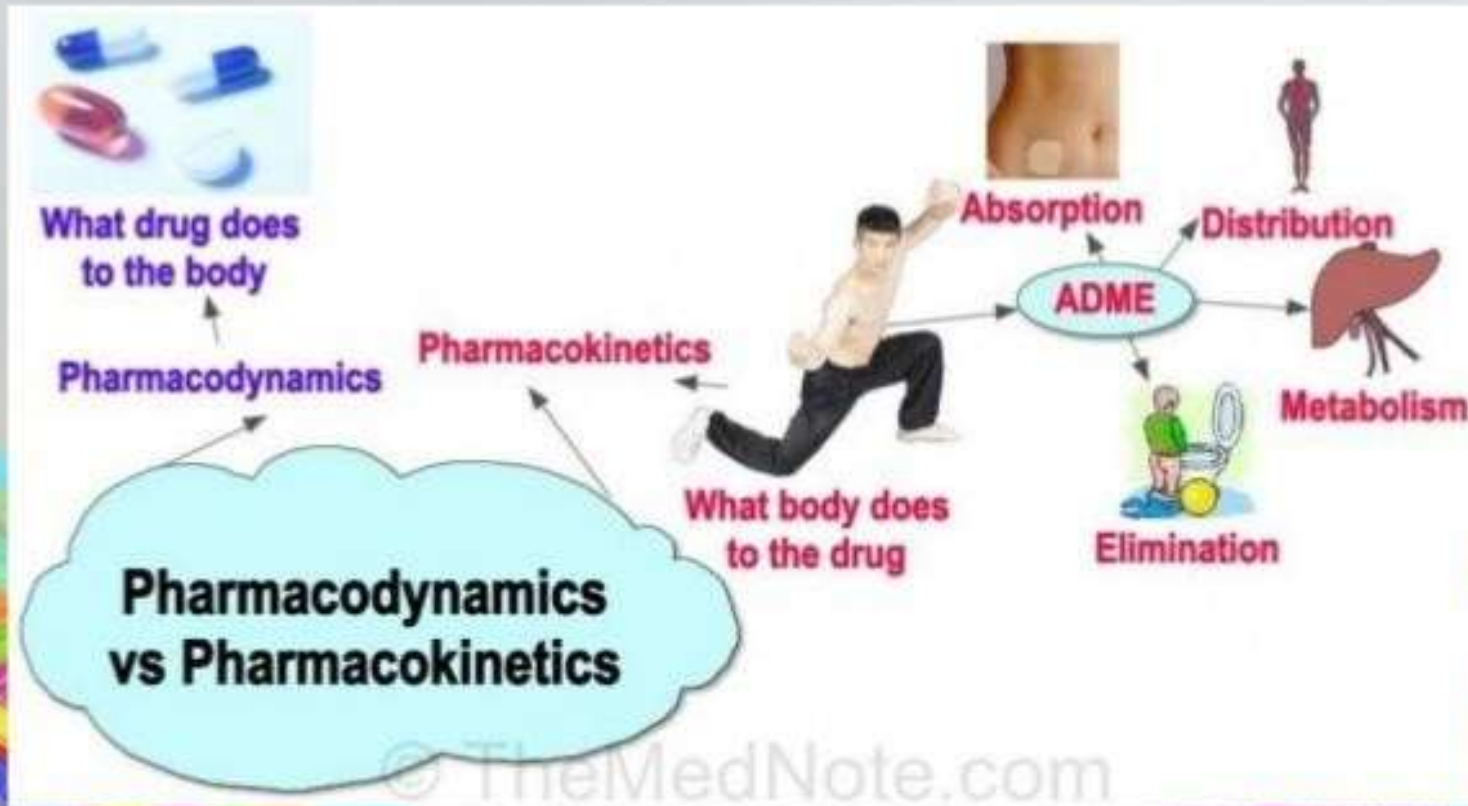 What drug does
to the body
Pharmacodynamics
Pharmacokinetics
What body does
to the drug
Absorption
Distribution
ADME
Metabolism
Elimination
Pharmacodynamics
vs Pharmacokinetics
© TheMedNote.com